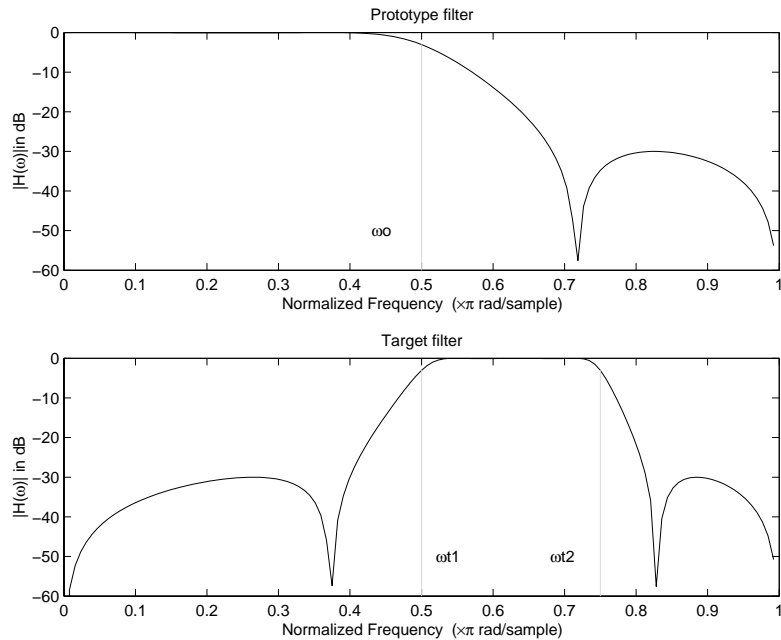 Prototype filter
0
−10
−20
−30
−40
−50
−60
|H(ω)|in dB
ωo
0 0.1 0.2 0.3 0.4 0.5 0.6 0.7 0.8 0.9 1
Normalized Frequency (×π rad/sample)
Target filter
0
−10
−20
−30
−40
−50
−60
|H(ω)| in dB
ωt1 ωt2
0 0.1 0.2 0.3 0.4 0.5 0.6 0.7 0.8 0.9 1
Normalized Frequency (×π rad/sample)